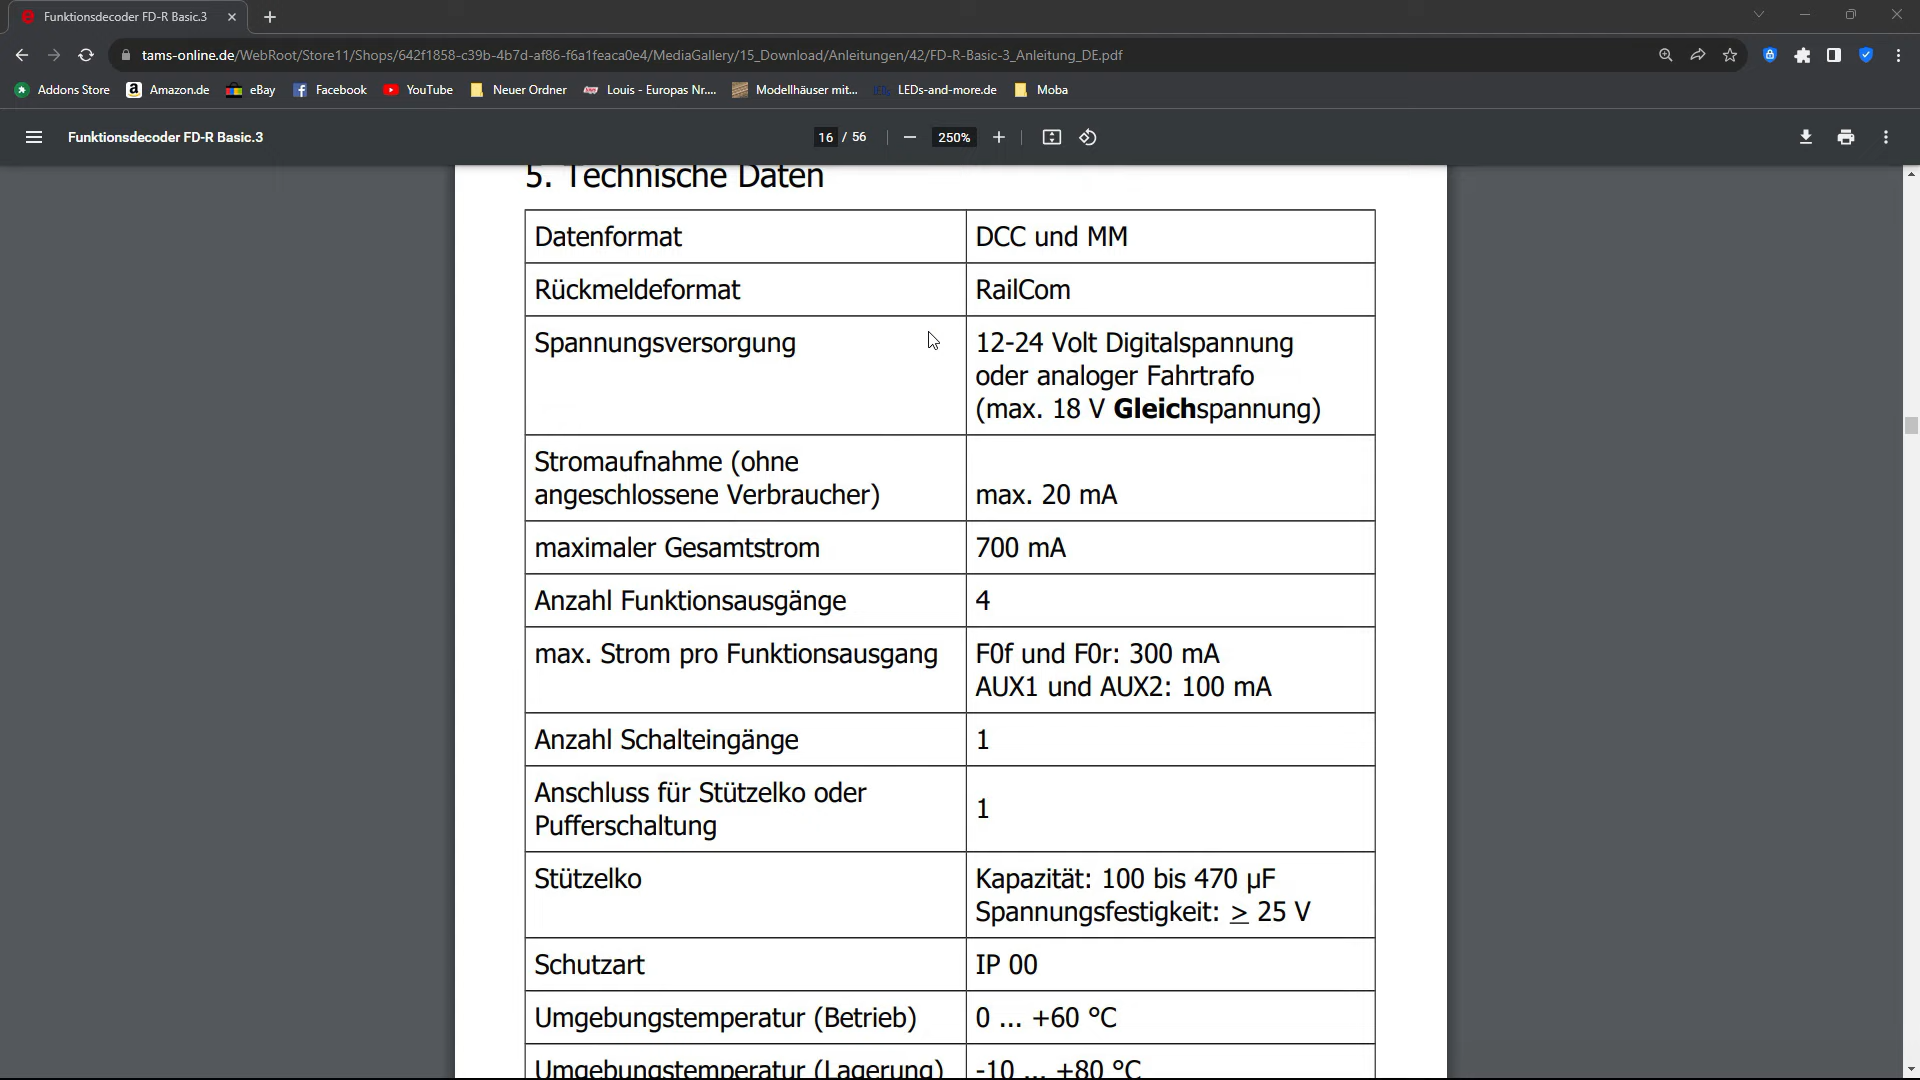 Funktionsdecoder FD-R Basic.3
tams-online.de/WebRoot/Store11/Shops/642f1858-c39b-4b7d-af86-f6a1feaca0e4/MediaGallery/15_Download/Anleitungen/42/FD-R-Basic-3_Anleitung_DE.pdf
Addons Store Amazon.de eBay Facebook YouTube Neuer Ordner Louis - Europas Nr.... Modellhäuser mit... LEDs-and-more.de Moba
Funktionsdecoder FD-R Basic.3 16 / 56 250%
5. Technische Daten
Datenformat DCC und MM
Rückmeldeformat RailCom
Spannungsversorgung 12-24 Volt Digitalspannung
oder analoger Fahrtrafo
(max. 18 V Gleichspannung)
Stromaufnahme (ohne
angeschlossene Verbraucher) max. 20 mA
maximaler Gesamtstrom 700 mA
Anzahl Funktionsausgänge 4
max. Strom pro Funktionsausgang F0f und F0r: 300 mA
AUX1 und AUX2: 100 mA
Anzahl Schalteingänge 1
Anschluss für Stützelko oder
Pufferschaltung 1
Stützelko Kapazität: 100 bis 470 µF
Spannungsfestigkeit: ≥ 25 V
Schutzart IP 00
Umgebungstemperatur (Betrieb) 0 ... +60 °C
Umgebungstemperatur (Lagerung) -10 ... +80 °C